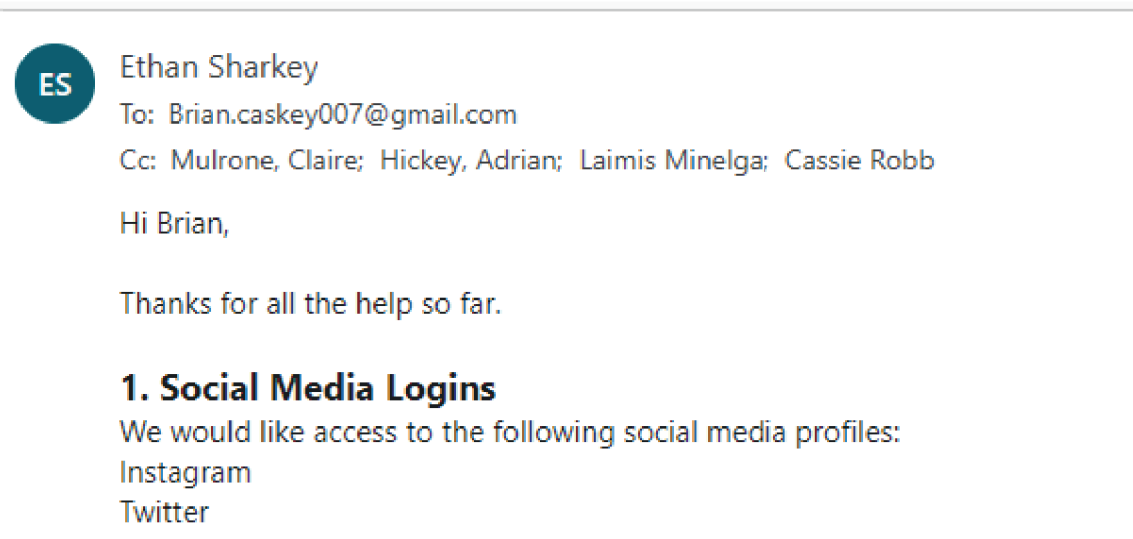 ES
Ethan Sharkey
To: Brian.caskey007@gmail.com
Cc: Mulrone, Claire; Hickey, Adrian; Laimis Minelga; Cassie Robb
Hi Brian,
Thanks for all the help so far.
1. Social Media Logins
We would like access to the following social media profiles:
Instagram
Twitter